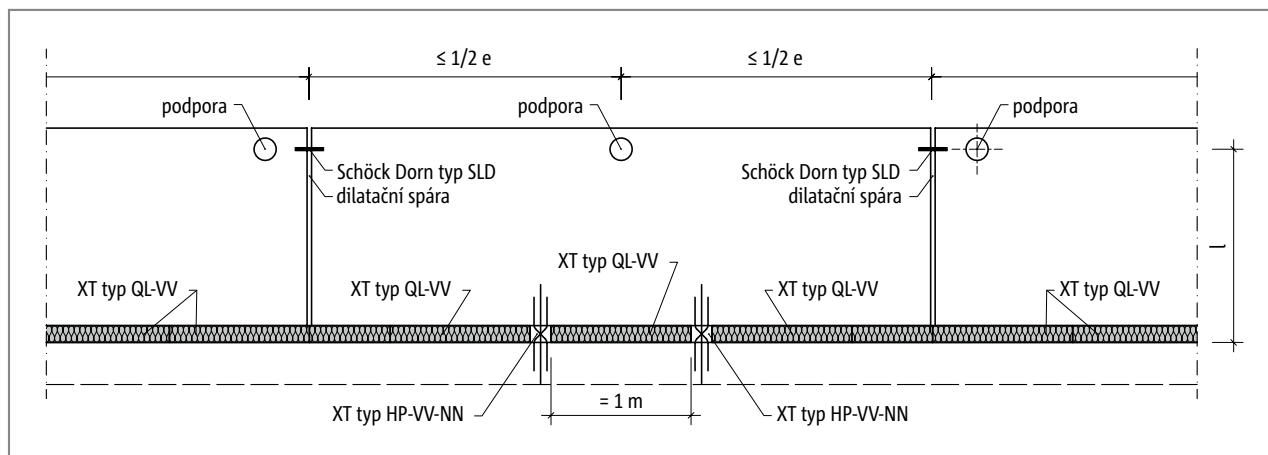 ≤ 1/2 e
≤ 1/2 e
podpora
podpora
podpora
Schöck Dorn typ SLD
dilatační spára
Schöck Dorn typ SLD
dilatační spára
l
XT typ QL-VV
XT typ QL-VV
XT typ QL-VV
XT typ QL-VV
XT typ QL-VV
= 1 m
XT typ HP-VV-NN
XT typ HP-VV-NN